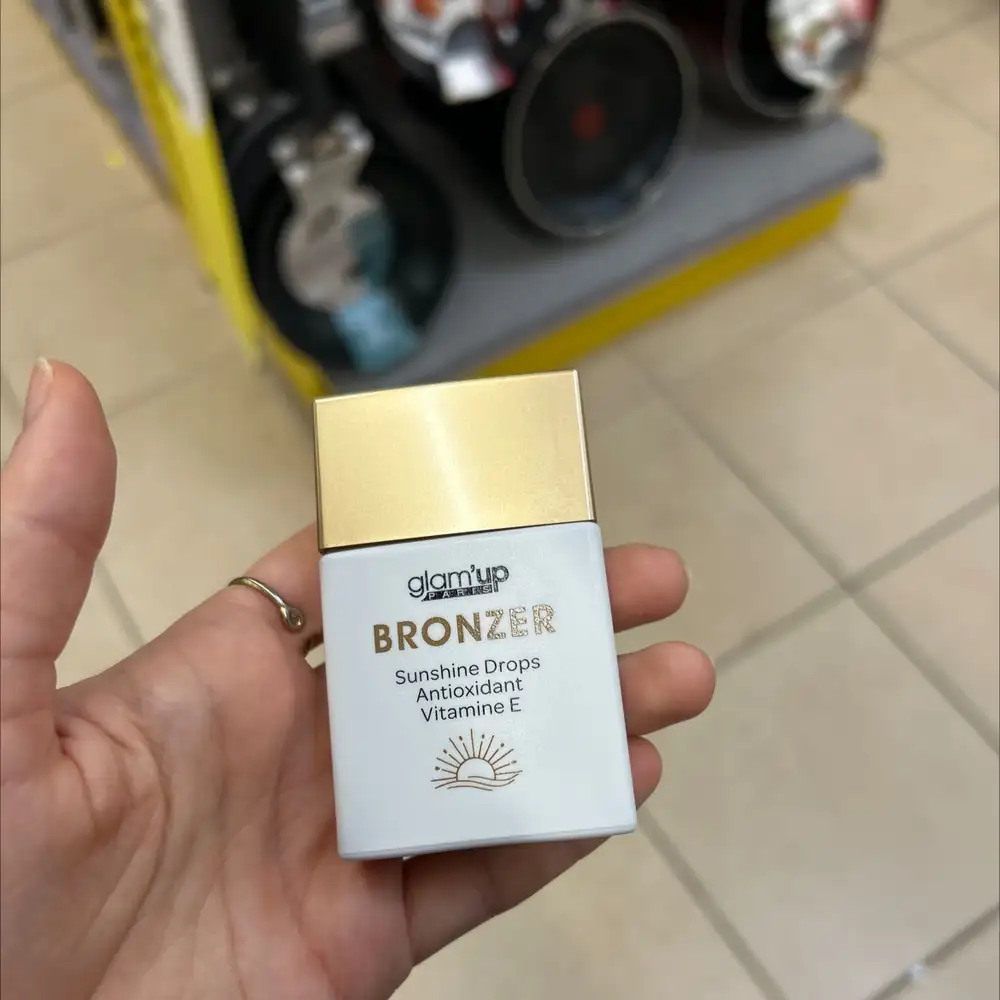 glam'up
PARIS
BRONZER
Sunshine Drops
Antioxidant
Vitamine E